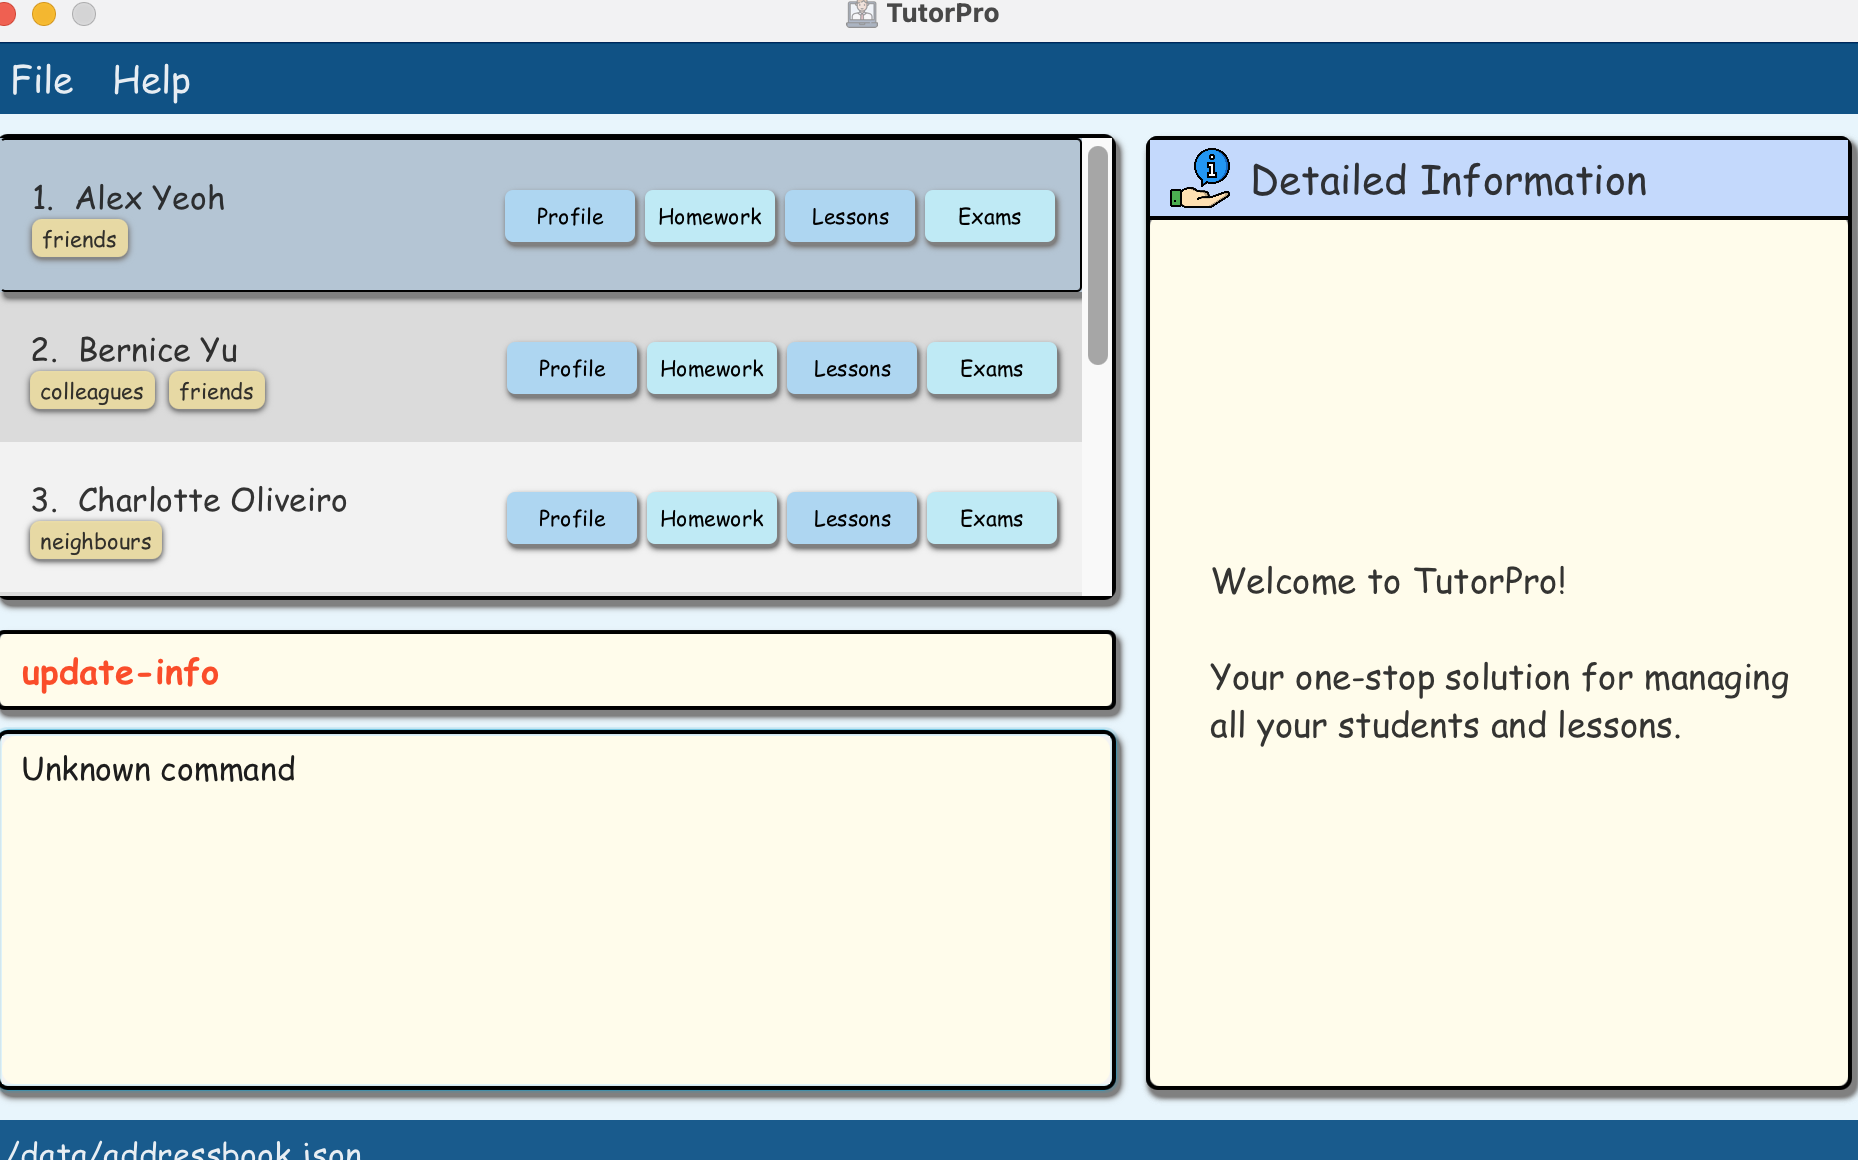 TutorPro
File Help
1. Alex Yeoh
friends
Profile Homework Lessons Exams
2. Bernice Yu
colleagues friends
Profile Homework Lessons Exams
3. Charlotte Oliveiro
neighbours
Profile Homework Lessons Exams
update-info
Unknown command
Detailed Information
Welcome to TutorPro!
Your one-stop solution for managing
all your students and lessons.
/data/addressbook.json